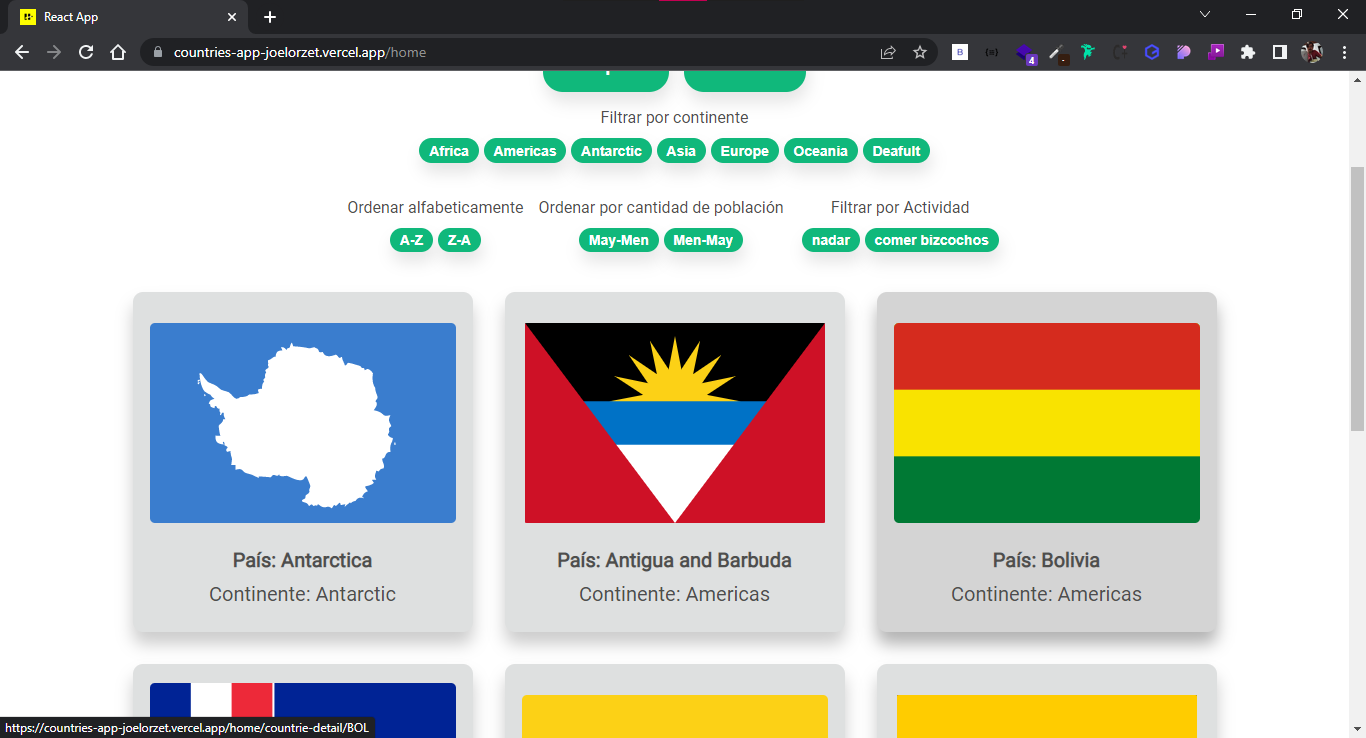 React App
countries-app-joelorzet.vercel.app/home
B
4
Filtrar por continente
Africa Americas Antarctic Asia Europe Oceania Deafult
Ordenar alfabeticamente Ordenar por cantidad de población Filtrar por Actividad
A-Z Z-A May-Men Men-May nadar comer bizcochos
País: Antarctica País: Antigua and Barbuda País: Bolivia
Continente: Antarctic Continente: Americas Continente: Americas
https://countries-app-joelorzet.vercel.app/home/countrie-detail/BOL